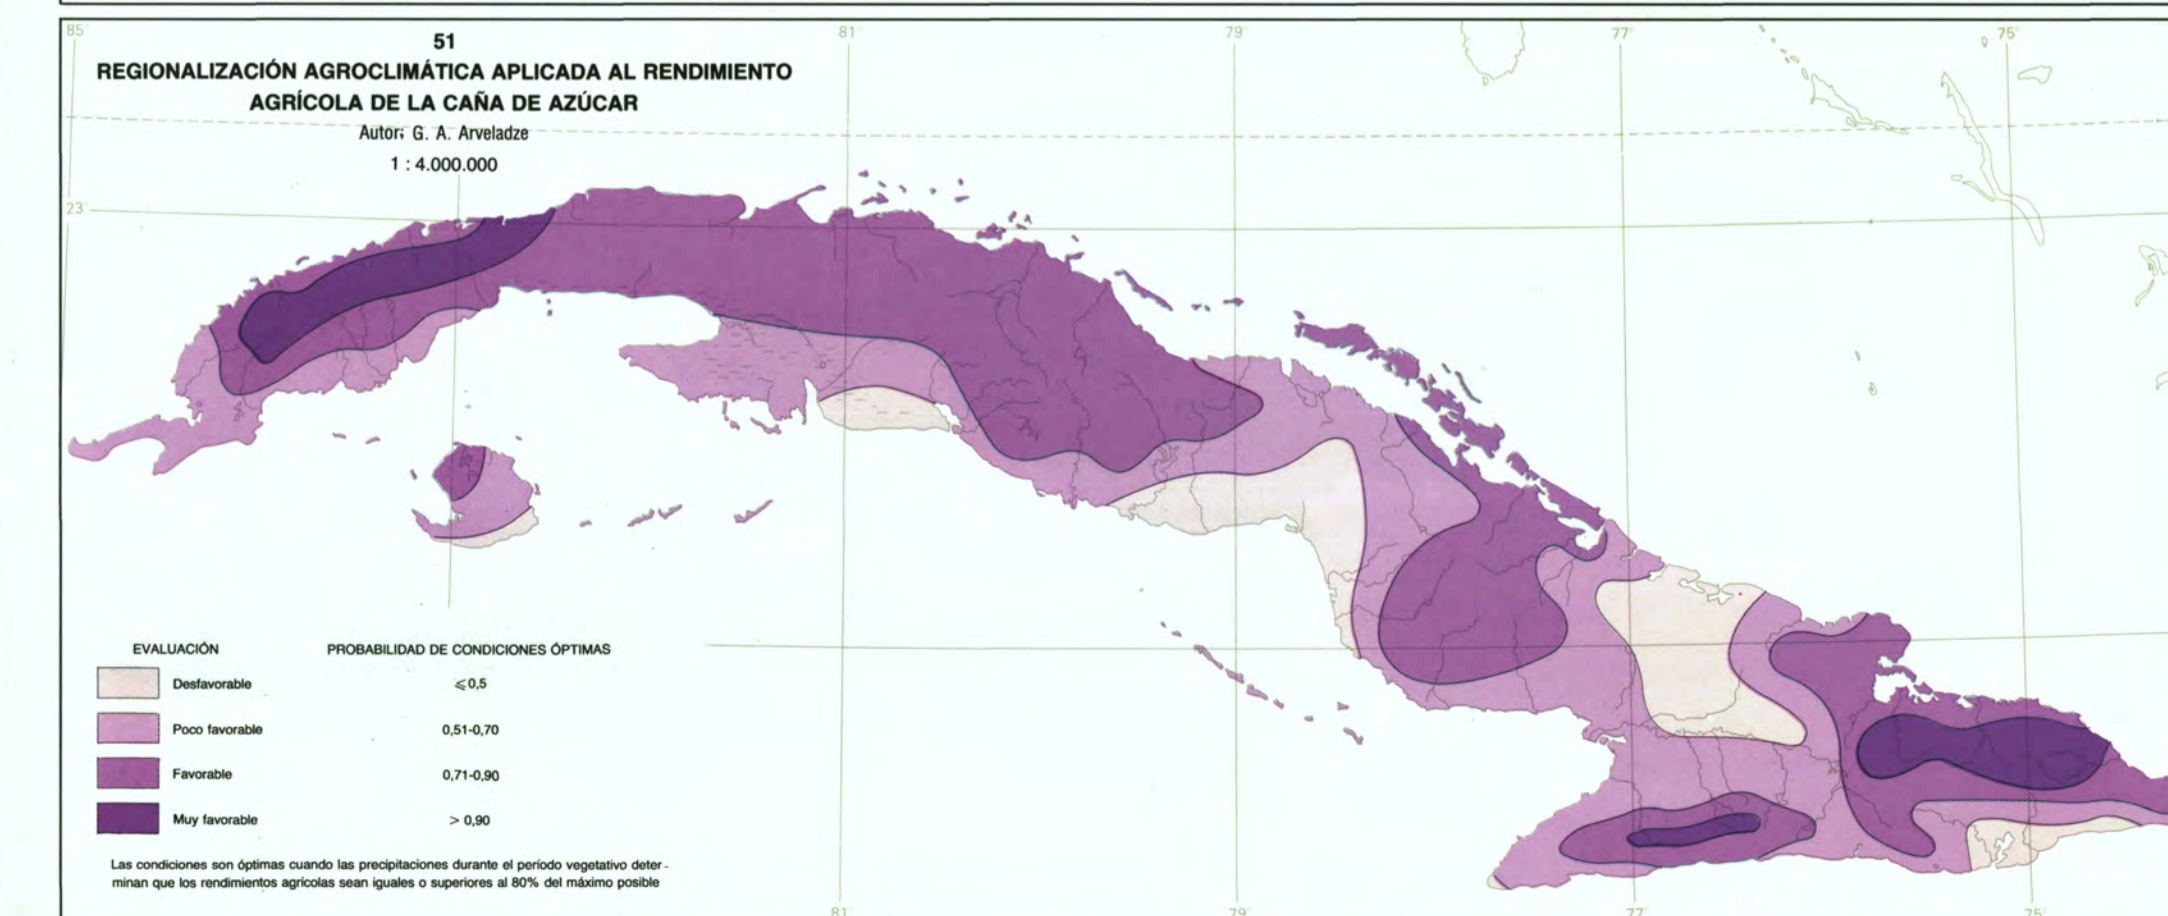 85°
81°
79°
77°
75°
51
REGIONALIZACIÓN AGROCLIMÁTICA APLICADA AL RENDIMIENTO
AGRÍCOLA DE LA CAÑA DE AZÚCAR
Autor: G. A. Arveladze
1 : 4.000.000
23°
EVALUACIÓN PROBABILIDAD DE CONDICIONES ÓPTIMAS
Desfavorable ⩽0,5
Poco favorable 0,51-0,70
Favorable 0,71-0,90
Muy favorable > 0,90
Las condiciones son óptimas cuando las precipitaciones durante el período vegetativo deter-
minan que los rendimientos agrícolas sean iguales o superiores al 80% del máximo posible
81°
79°
77°
75°